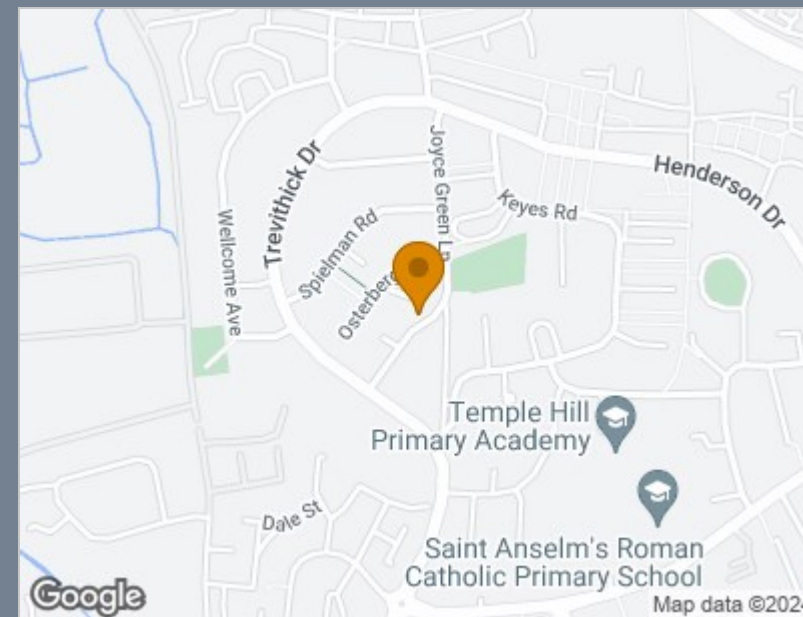 Trevithick Dr
Joyce Green Ln
Henderson Dr
Keyes Rd
Wellcome Ave
Spielman Rd
Temple Hill
Primary Academy
Dale St
Saint Anselm's Roman
Catholic Primary School
Google
Map data ©2024